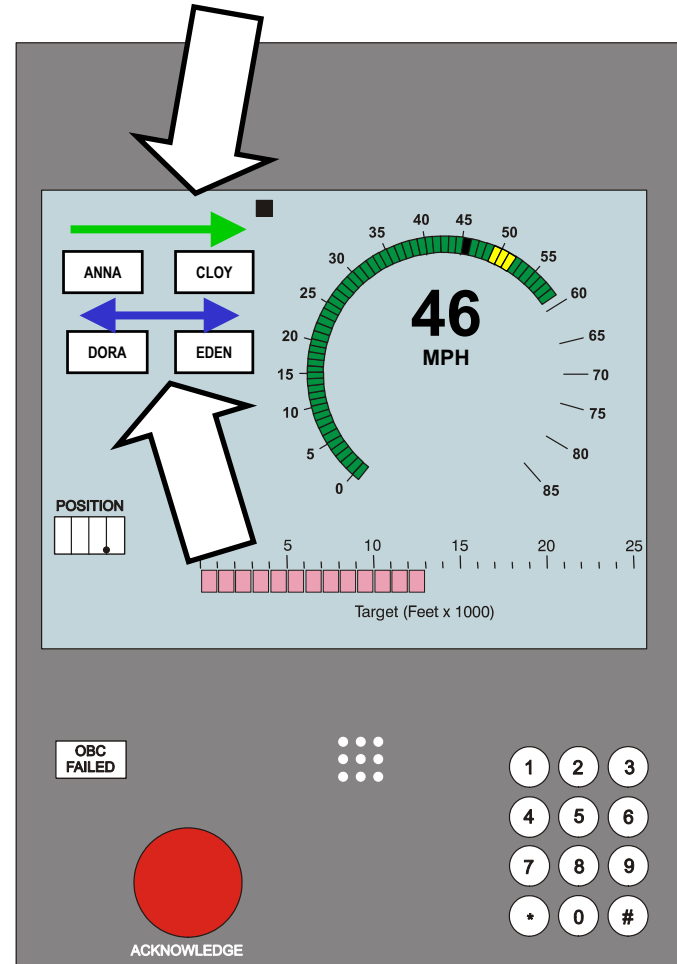 ANNA CLOY
DORA EDEN
POSITION
0 5 10 15 20 25 30 35 40 45 50 55 60 65 70 75 80 85
46
MPH
5 10 15 20 25
Target (Feet x 1000)
OBC
FAILED
1 2 3
4 5 6
7 8 9
* 0 #
ACKNOWLEDGE